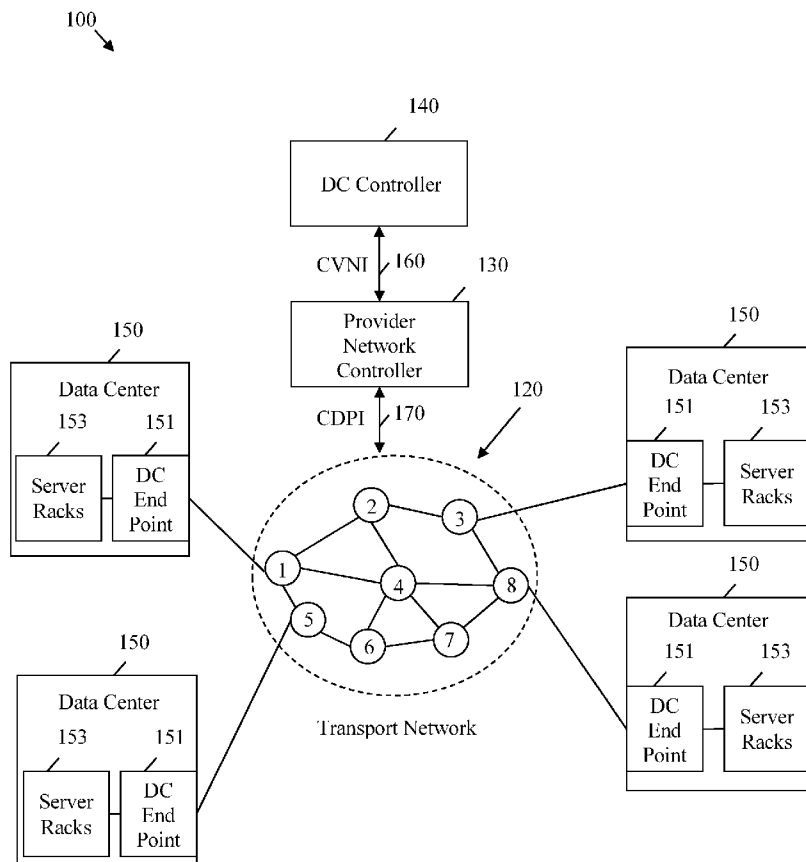 100
140
DC Controller
CVNI
160
130
Provider
Network
Controller
150
Data Center
153
151
Server
Racks
DC
End
Point
CDPI
170
120
150
Data Center
151
153
DC
End
Point
Server
Racks
2
3
1
4
8
5
6
7
150
Data Center
153
151
Server
Racks
DC
End
Point
Transport Network
150
Data Center
151
153
DC
End
Point
Server
Racks